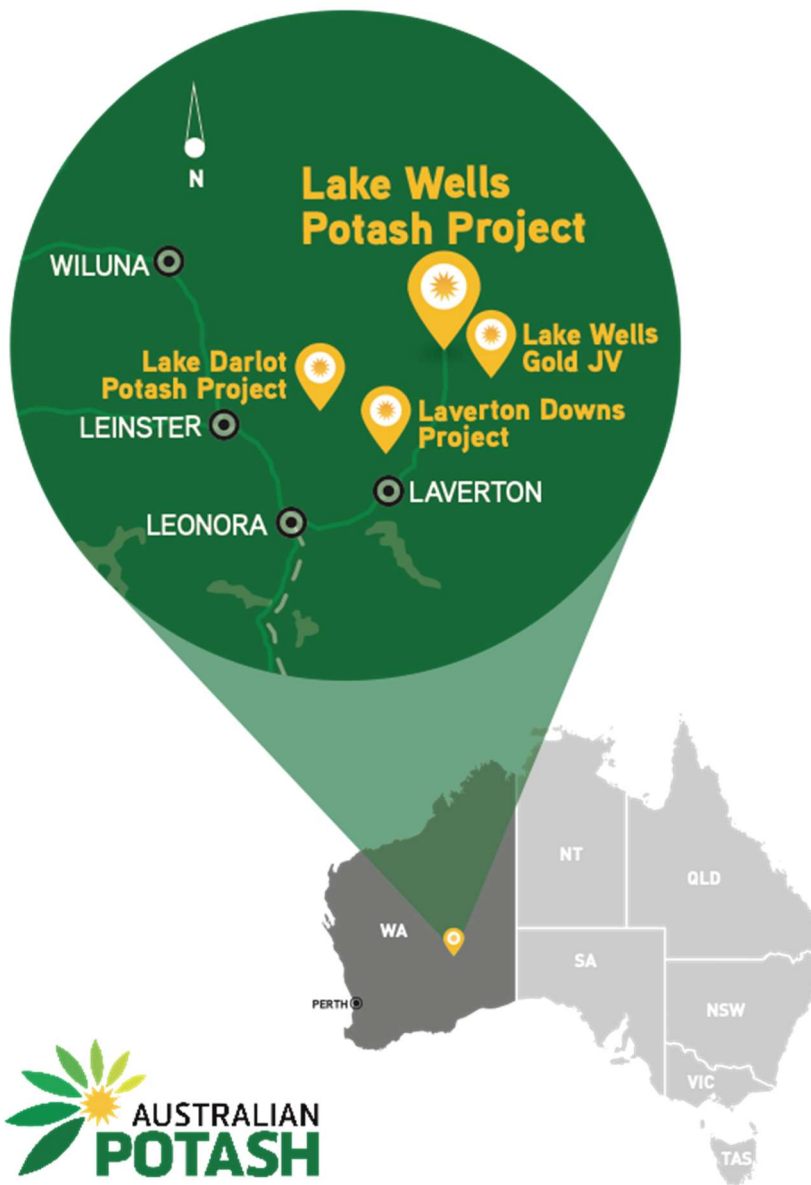 N
Lake Wells
Potash Project
WILUNA
Lake Wells
Gold JV
Lake Darlot
Potash Project
Laverton Downs
Project
LEINSTER
LAVERTON
LEONORA
NT
QLD
WA
SA
PERTH
NSW
VIC
TAS
AUSTRALIAN
POTASH